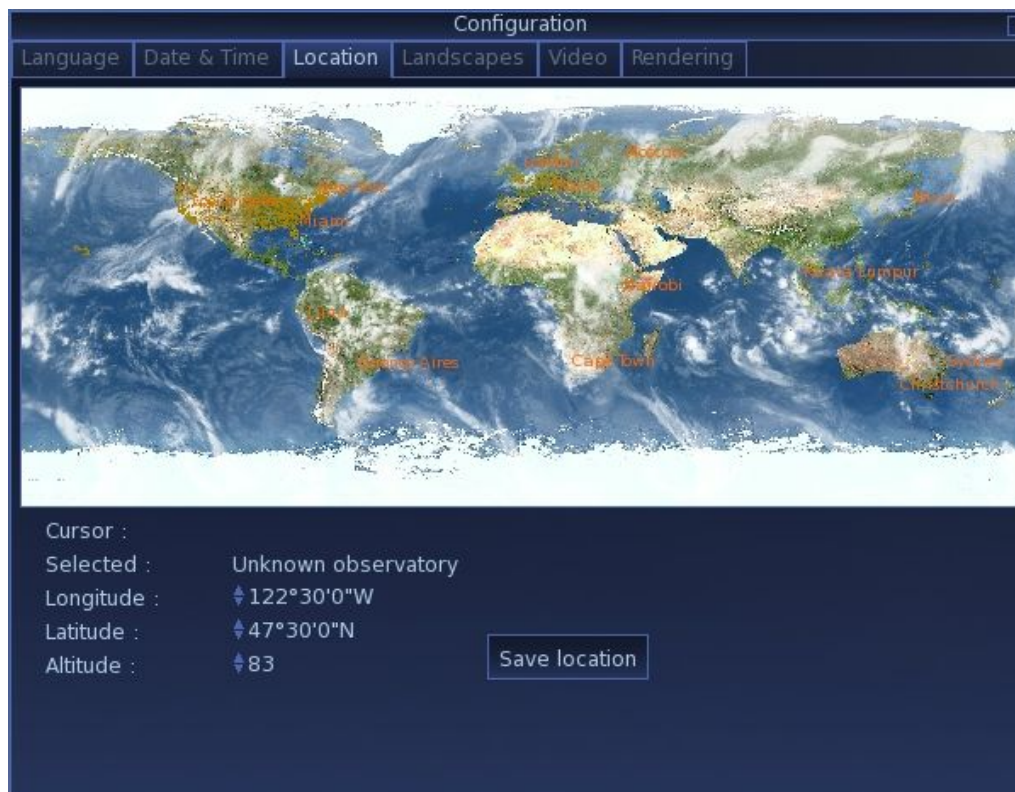 Configuration
Language Date & Time Location Landscapes Video Rendering
Moscow
Miami
Kuala Lumpur
Nairobi
Lima
Buenos Aires Cape Town Sydney
Christchurch
Cursor :
Selected : Unknown observatory
Longitude : 122°30'0"W
Latitude : 47°30'0"N
Altitude : 83
Save location